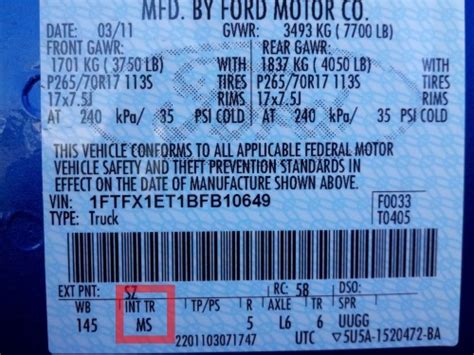 MFD. BY FORD MOTOR CO.
DATE: 03/11 GVWR: 3493 KG ( 7700 LB)
FRONT GAWR: REAR GAWR:
1701 KG ( 3750 LB) WITH 1837 KG ( 4050 LB) WITH
P265/70R17 113S TIRES P265/70R17 113S TIRES
17x7.5J RIMS 17x7.5J RIMS
AT 240 kPa/ 35 PSI COLD AT 240 kPa/ 35 PSI COLD
THIS VEHICLE CONFORMS TO ALL APPLICABLE FEDERAL MOTOR
VEHICLE SAFETY AND THEFT PREVENTION STANDARDS IN
EFFECT ON THE DATE OF MANUFACTURE SHOWN ABOVE.
VIN: 1FTFX1ET1BFB10649 F0033
TYPE: Truck T0405
EXT PNT: SZ RC: 58 DSO:
WB INT TR TP/PS R AXLE TR SPR
145 MS 5 L6 6 UUGG
2201103071747 UTC 5U5A-1520472-BA